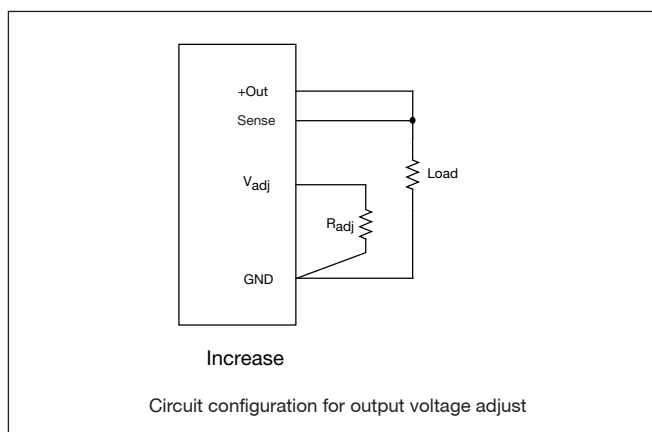 +Out
Sense
Vadj
GND
Radj
Load
Increase
Circuit configuration for output voltage adjust